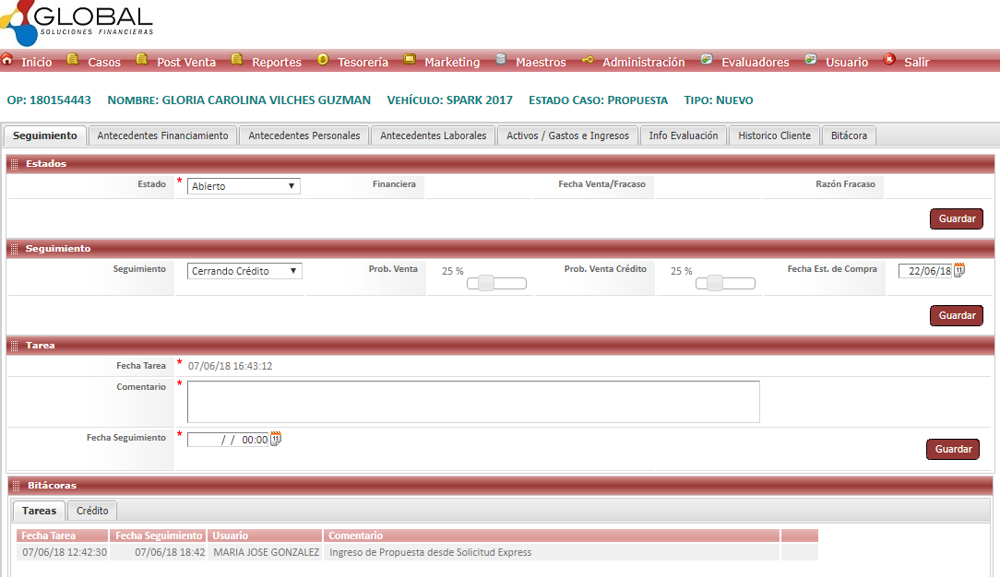 GLOBAL
SOLUCIONES FINANCIERAS
Inicio Casos Post Venta Reportes Tesorería Marketing Maestros Administración Evaluadores Usuario Salir
OP: 180154443 NOMBRE: GLORIA CAROLINA VILCHES GUZMAN VEHÍCULO: SPARK 2017 ESTADO CASO: PROPUESTA TIPO: NUEVO
Seguimiento Antecedentes Financiamiento Antecedentes Personales Antecedentes Laborales Activos / Gastos e Ingresos Info Evaluación Historico Cliente Bitácora
Estados
Estado * Abierto Financiera Fecha Venta/Fracaso Razón Fracaso
Guardar
Seguimiento
Seguimiento Cerrando Crédito Prob. Venta 25 % Prob. Venta Crédito 25 % Fecha Est. de Compra 22/06/18 11
Guardar
Tarea
Fecha Tarea * 07/06/18 16:43:12
Comentario *
Fecha Seguimiento * / / 00:00 11
Guardar
Bitácoras
Tareas Crédito
Fecha Tarea Fecha Seguimiento Usuario Comentario
07/06/18 12:42:30 07/06/18 18:42 MARIA JOSE GONZALEZ Ingreso de Propuesta desde Solicitud Express